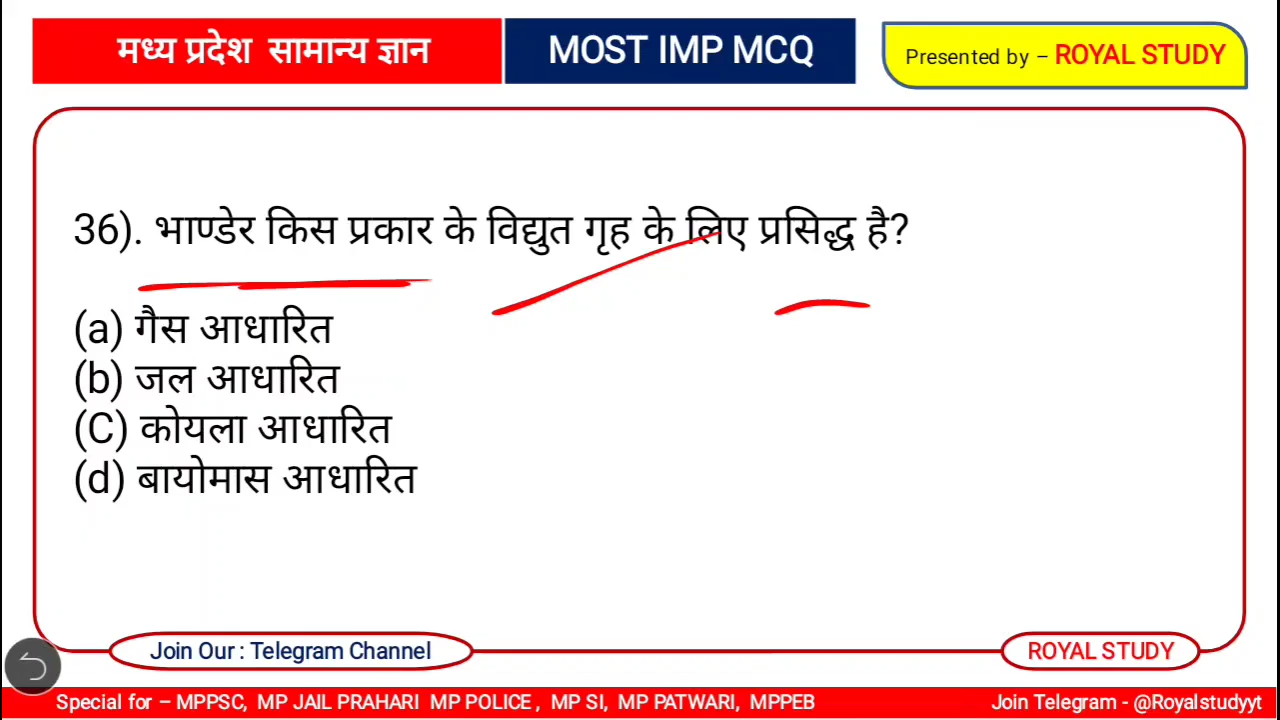 मध्य प्रदेश सामान्य ज्ञान
MOST IMP MCQ
Presented by – ROYAL STUDY
36). भाण्डेर किस प्रकार के विद्युत गृह के लिए प्रसिद्ध है?
(a) गैस आधारित
(b) जल आधारित
(C) कोयला आधारित
(d) बायोमास आधारित
Join Our : Telegram Channel
ROYAL STUDY
Special for – MPPSC, MP JAIL PRAHARI MP POLICE , MP SI, MP PATWARI, MPPEB
Join Telegram - @Royalstudyyt